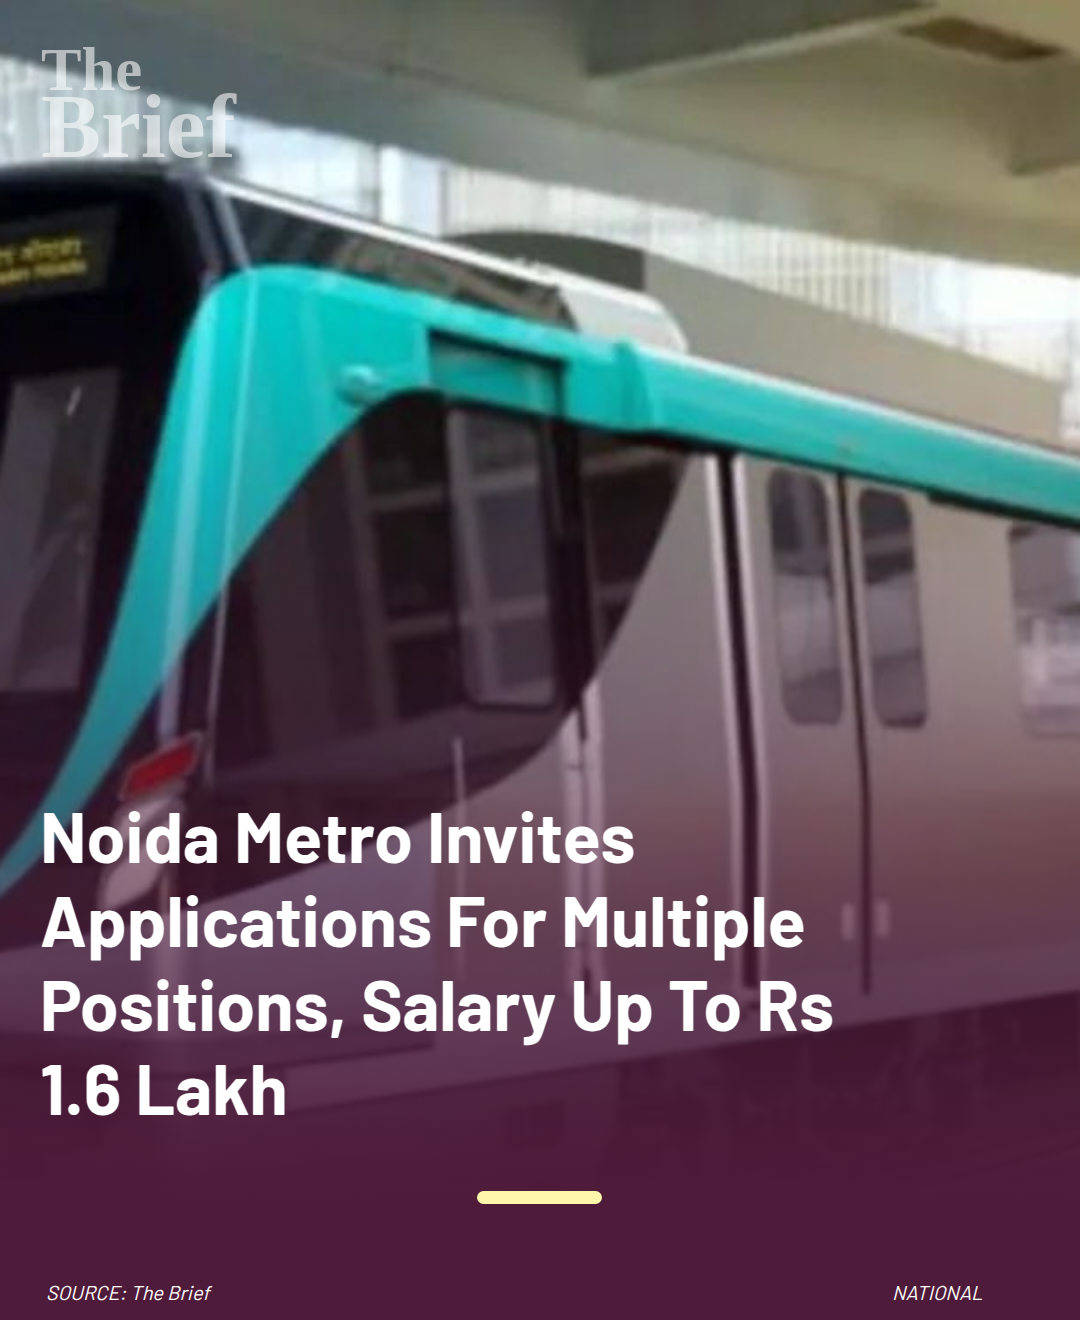 The
Brief
Noida Metro Invites
Applications For Multiple
Positions, Salary Up To Rs
1.6 Lakh
SOURCE: The Brief
NATIONAL